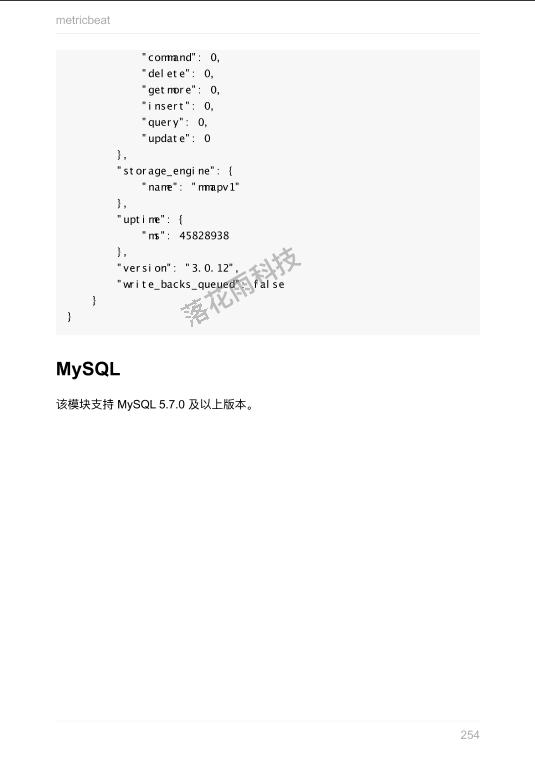 metricbeat
"command": 0,
"delete": 0,
"getmore": 0,
"insert": 0,
"query": 0,
"update": 0
},
"storage_engine": {
"name": "mmapv1"
},
"uptime": {
"ms": 45828938
},
"version": "3.0.12",
"write_backs_queued": false
}
}
落花雨科技
MySQL
该模块支持 MySQL 5.7.0 及以上版本。
254